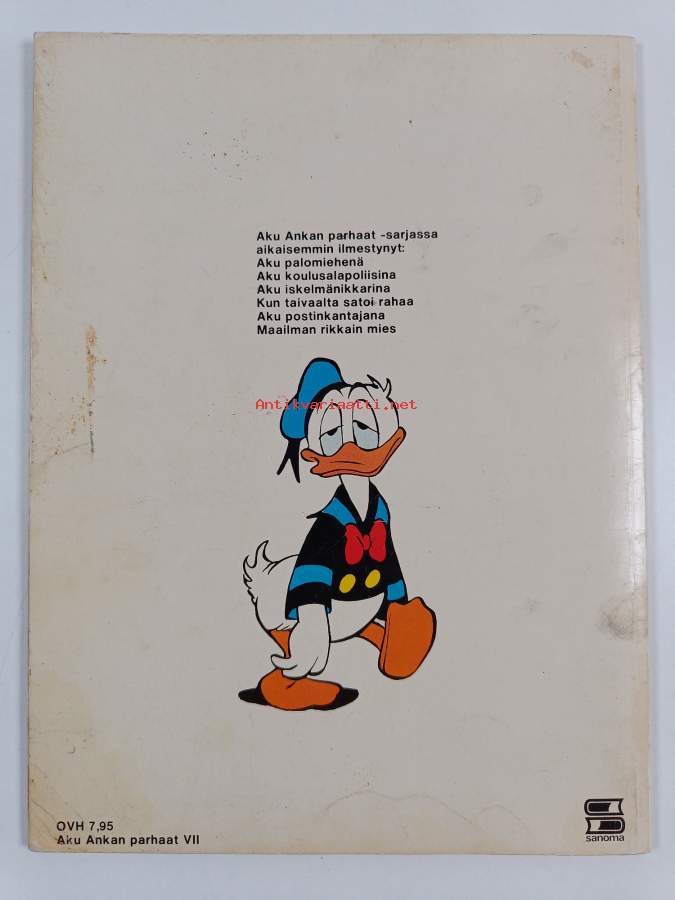 Aku Ankan parhaat -sarjassa
aikaisemmin ilmestynyt:
Aku palomiehenä
Aku koulusalapoliisina
Aku iskelmänikkarina
Kun taivaalta satoi rahaa
Aku postinkantajana
Maailman rikkain mies
Antikvariaatti.net
OVH 7,95
Aku Ankan parhaat VII
sanoma